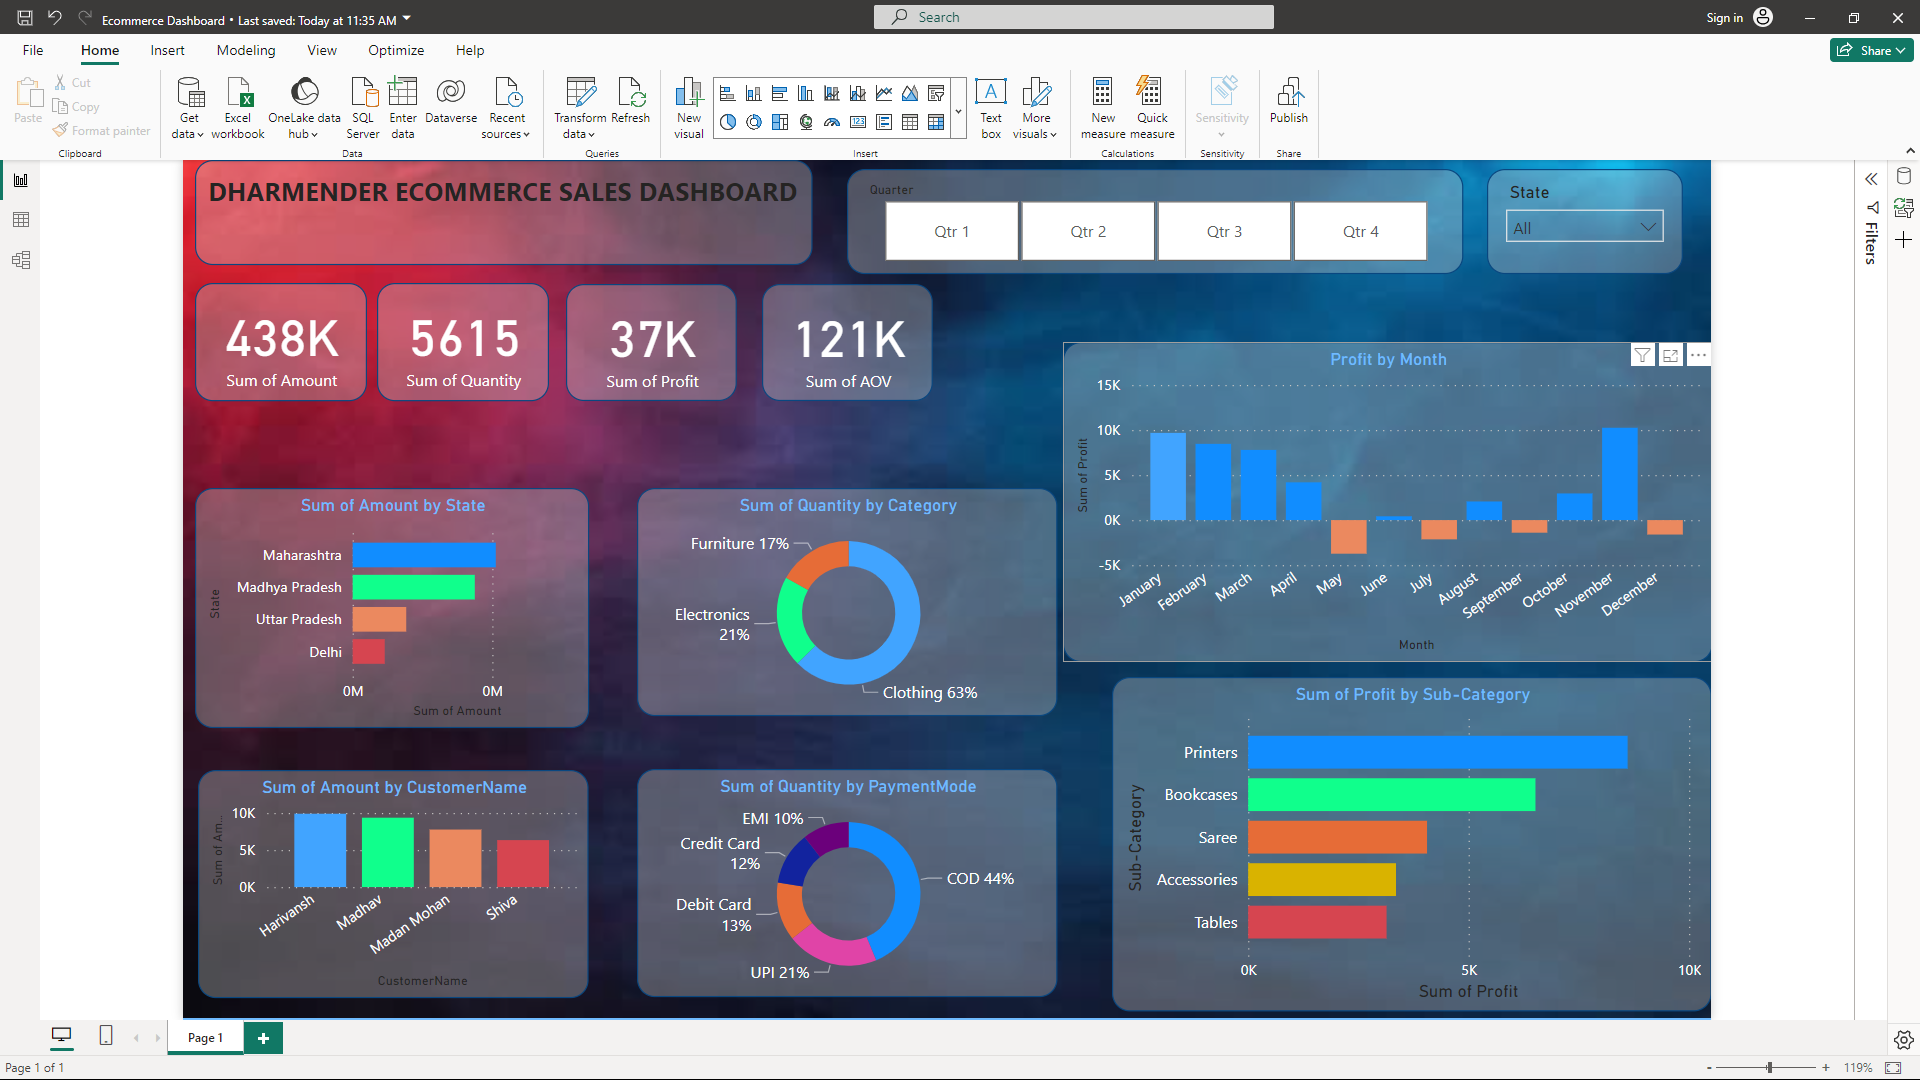 Ecommerce Dashboard • Last saved: Today at 11:35 AM
Search
Sign in
File
Home
Insert
Modeling
View
Optimize
Help
Share
Paste
Cut
Copy
Format painter
Clipboard
Get data
Excel workbook
OneLake data hub
SQL Server
Enter data
Dataverse
Recent sources
Data
Transform data
Refresh
Queries
New visual
Text box
More visuals
Insert
New measure
Quick measure
Calculations
Sensitivity
Sensitivity
Publish
Share
DHARMENDER ECOMMERCE SALES DASHBOARD
Quarter
Qtr 1
Qtr 2
Qtr 3
Qtr 4
State
All
Filters
438K
Sum of Amount
5615
Sum of Quantity
37K
Sum of Profit
121K
Sum of AOV
Profit by Month
15K
10K
5K
0K
-5K
Sum of Profit
January
February
March
April
May
June
July
August
September
October
November
December
Month
Sum of Amount by State
State
Maharashtra
Madhya Pradesh
Uttar Pradesh
Delhi
0M
0M
Sum of Amount
Sum of Quantity by Category
Furniture 17%
Electronics
21%
Clothing 63%
Sum of Profit by Sub-Category
Sub-Category
Printers
Bookcases
Saree
Accessories
Tables
0K
5K
10K
Sum of Profit
Sum of Amount by CustomerName
Sum of Am...
10K
5K
0K
Harivansh
Madhav
Madan Mohan
Shiva
CustomerName
Sum of Quantity by PaymentMode
EMI 10%
Credit Card
12%
COD 44%
Debit Card
13%
UPI 21%
Page 1
Page 1 of 1
119%